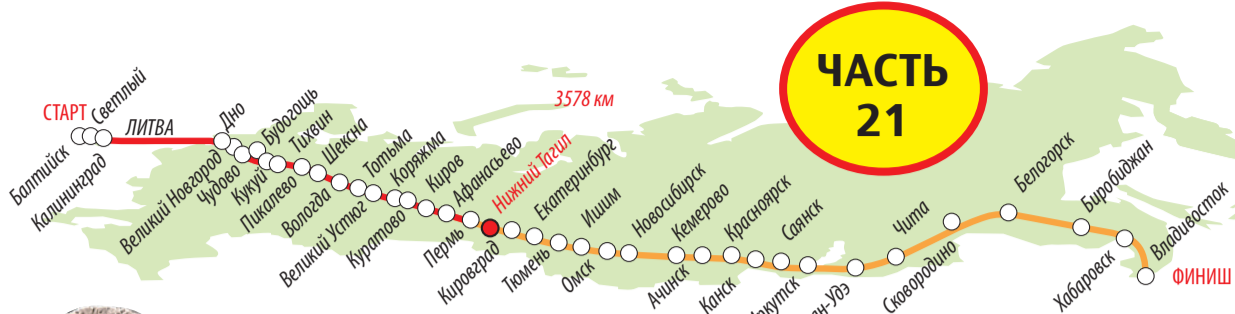 ЧАСТЬ
21
3578 км
СТАРТ
Балтийск
Светлый
Калининград
ЛИТВА
Дно
Великий Новгород
Чудово
Будогощь
Кукуй
Тихвин
Пикалево
Шексна
Вологда
Тотьма
Великий Устюг
Коряжма
Куратово
Киров
Афанасьево
Пермь
Нижний Тагил
Кировград
Екатеринбург
Тюмень
Ишим
Омск
Новосибирск
Кемерово
Ачинск
Красноярск
Канск
Саянск
Чита
Сковородино
Белогорск
Биробиджан
Хабаровск
Владивосток
ФИНИШ